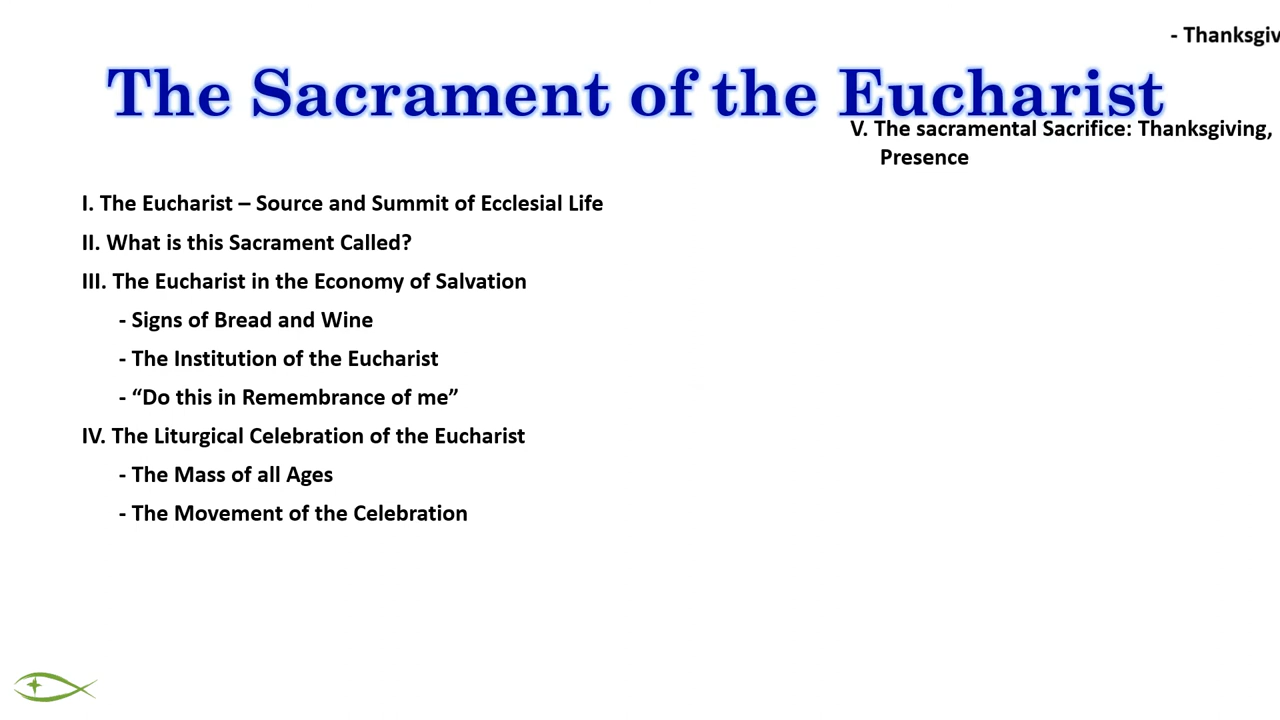 - Thanksgiv
The Sacrament of the Eucharist
V. The sacramental Sacrifice: Thanksgiving,
Presence
I. The Eucharist – Source and Summit of Ecclesial Life
II. What is this Sacrament Called?
III. The Eucharist in the Economy of Salvation
- Signs of Bread and Wine
- The Institution of the Eucharist
- “Do this in Remembrance of me”
IV. The Liturgical Celebration of the Eucharist
- The Mass of all Ages
- The Movement of the Celebration